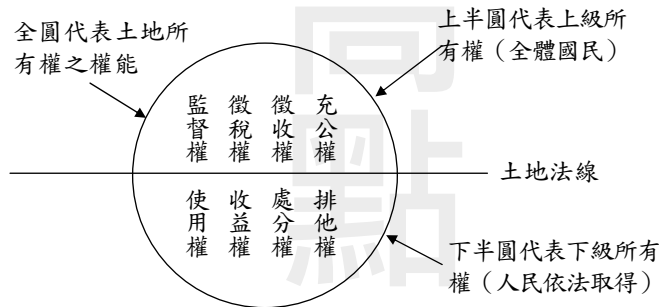 全圓代表土地所
有權之權能
上半圓代表上級所
有權（全體國民）
監督權
徵稅權
徵收權
充公權
土地法線
使用權
收益權
處分權
排他權
下半圓代表下級所有
權（人民依法取得）
高點